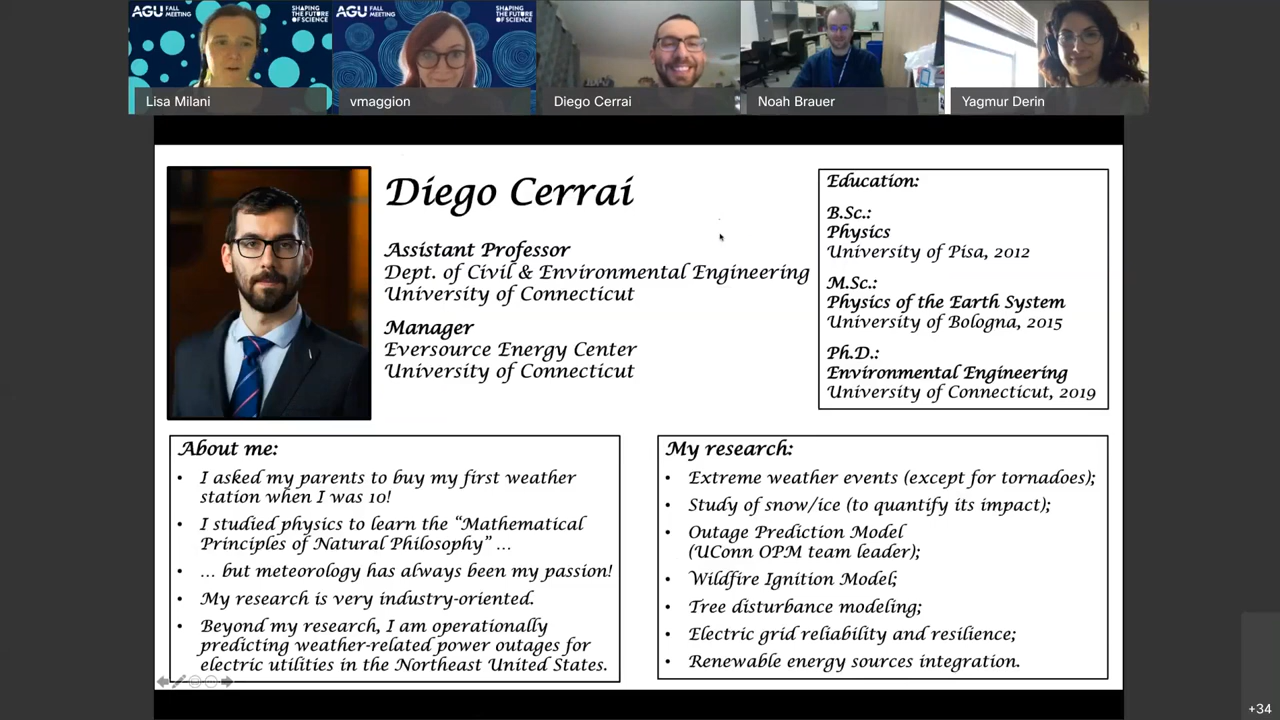 AGU FALL MEETING
SHAPING THE FUTURE OF SCIENCE
AGU FALL MEETING
SHAPING THE FUTURE OF SCIENCE
Lisa Milani
vmaggion
Diego Cerrai
Noah Brauer
Yagmur Derin
Diego Cerrai
Assistant Professor
Dept. of Civil & Environmental Engineering
University of Connecticut
Manager
Eversource Energy Center
University of Connecticut
Education:
B.Sc.:
Physics
University of Pisa, 2012
M.Sc.:
Physics of the Earth System
University of Bologna, 2015
Ph.D.:
Environmental Engineering
University of Connecticut, 2019
About me:
• I asked my parents to buy my first weather
station when I was 10!
• I studied physics to learn the “Mathematical
Principles of Natural Philosophy” …
• … but meteorology has always been my passion!
• My research is very industry-oriented.
• Beyond my research, I am operationally
predicting weather-related power outages for
electric utilities in the Northeast United States.
My research:
• Extreme weather events (except for tornadoes);
• Study of snow/ice (to quantify its impact);
• Outage Prediction Model
(UConn OPM team leader);
• Wildfire Ignition Model;
• Tree disturbance modeling;
• Electric grid reliability and resilience;
• Renewable energy sources integration.
+34